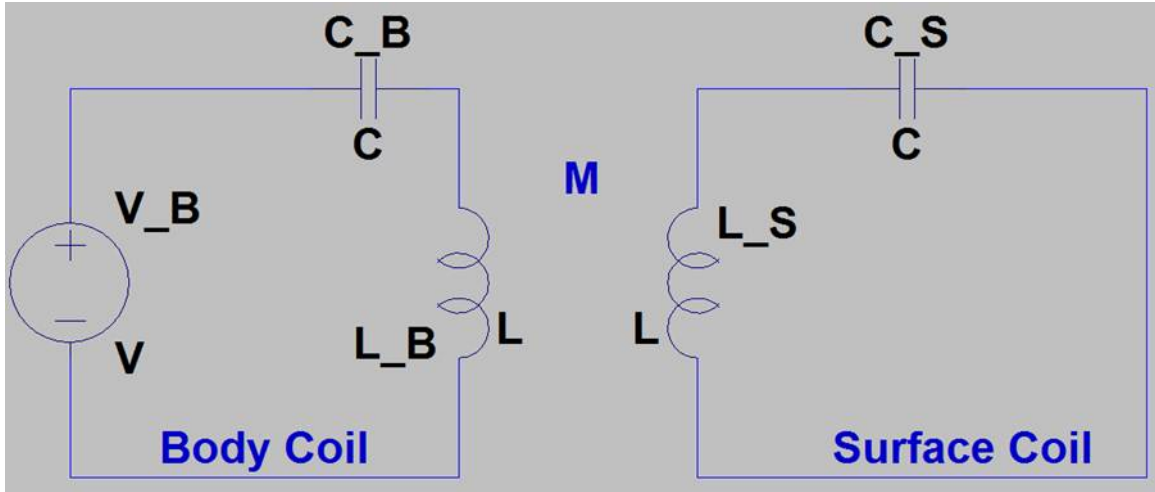 C_B
C_S
C
C
M
V_B
L_S
V
L_B
L
L
Body Coil
Surface Coil